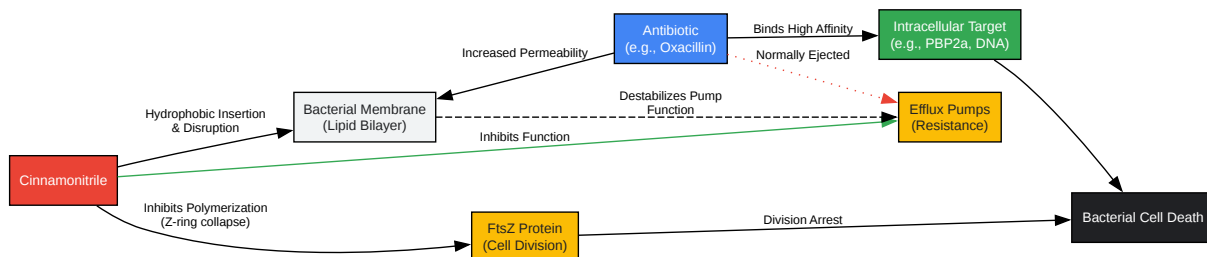 Antibiotic
(e.g., Oxacillin)
Binds High Affinity
Intracellular Target
(e.g., PBP2a, DNA)
Increased Permeability
Normally Ejected
Hydrophobic Insertion
& Disruption
Bacterial Membrane
(Lipid Bilayer)
Destabilizes Pump
Function
Efflux Pumps
(Resistance)
Inhibits Function
Cinnamonitrile
Inhibits Polymerization
(Z-ring collapse)
FtsZ Protein
(Cell Division)
Division Arrest
Bacterial Cell Death